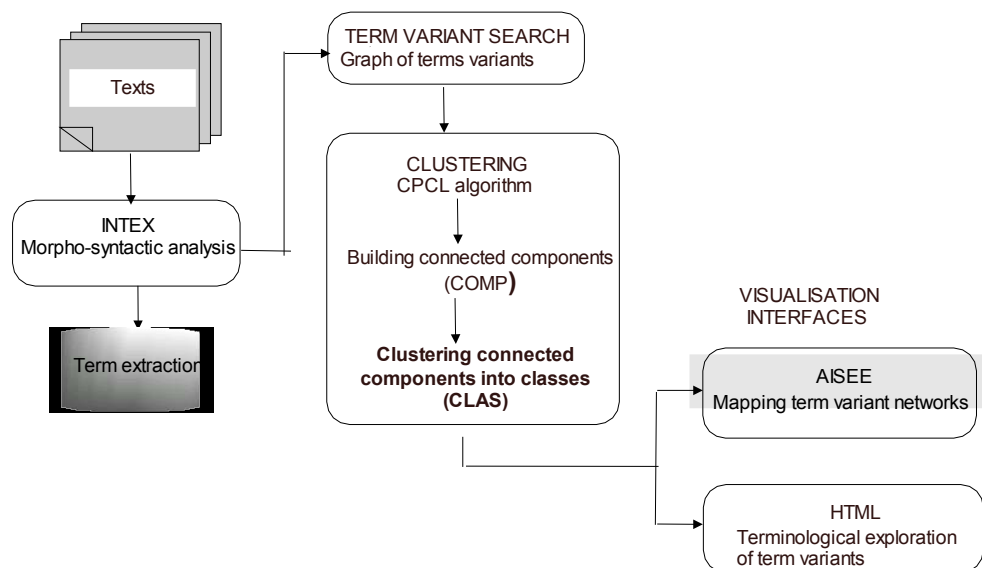 Texts
INTEX
Morpho-syntactic analysis
Term extraction
TERM VARIANT SEARCH
Graph of terms variants
CLUSTERING
CPCL algorithm
Building connected components
(COMP)
Clustering connected
components into classes
(CLAS)
VISUALISATION
INTERFACES
AISEE
Mapping term variant networks
HTML
Terminological exploration
of term variants